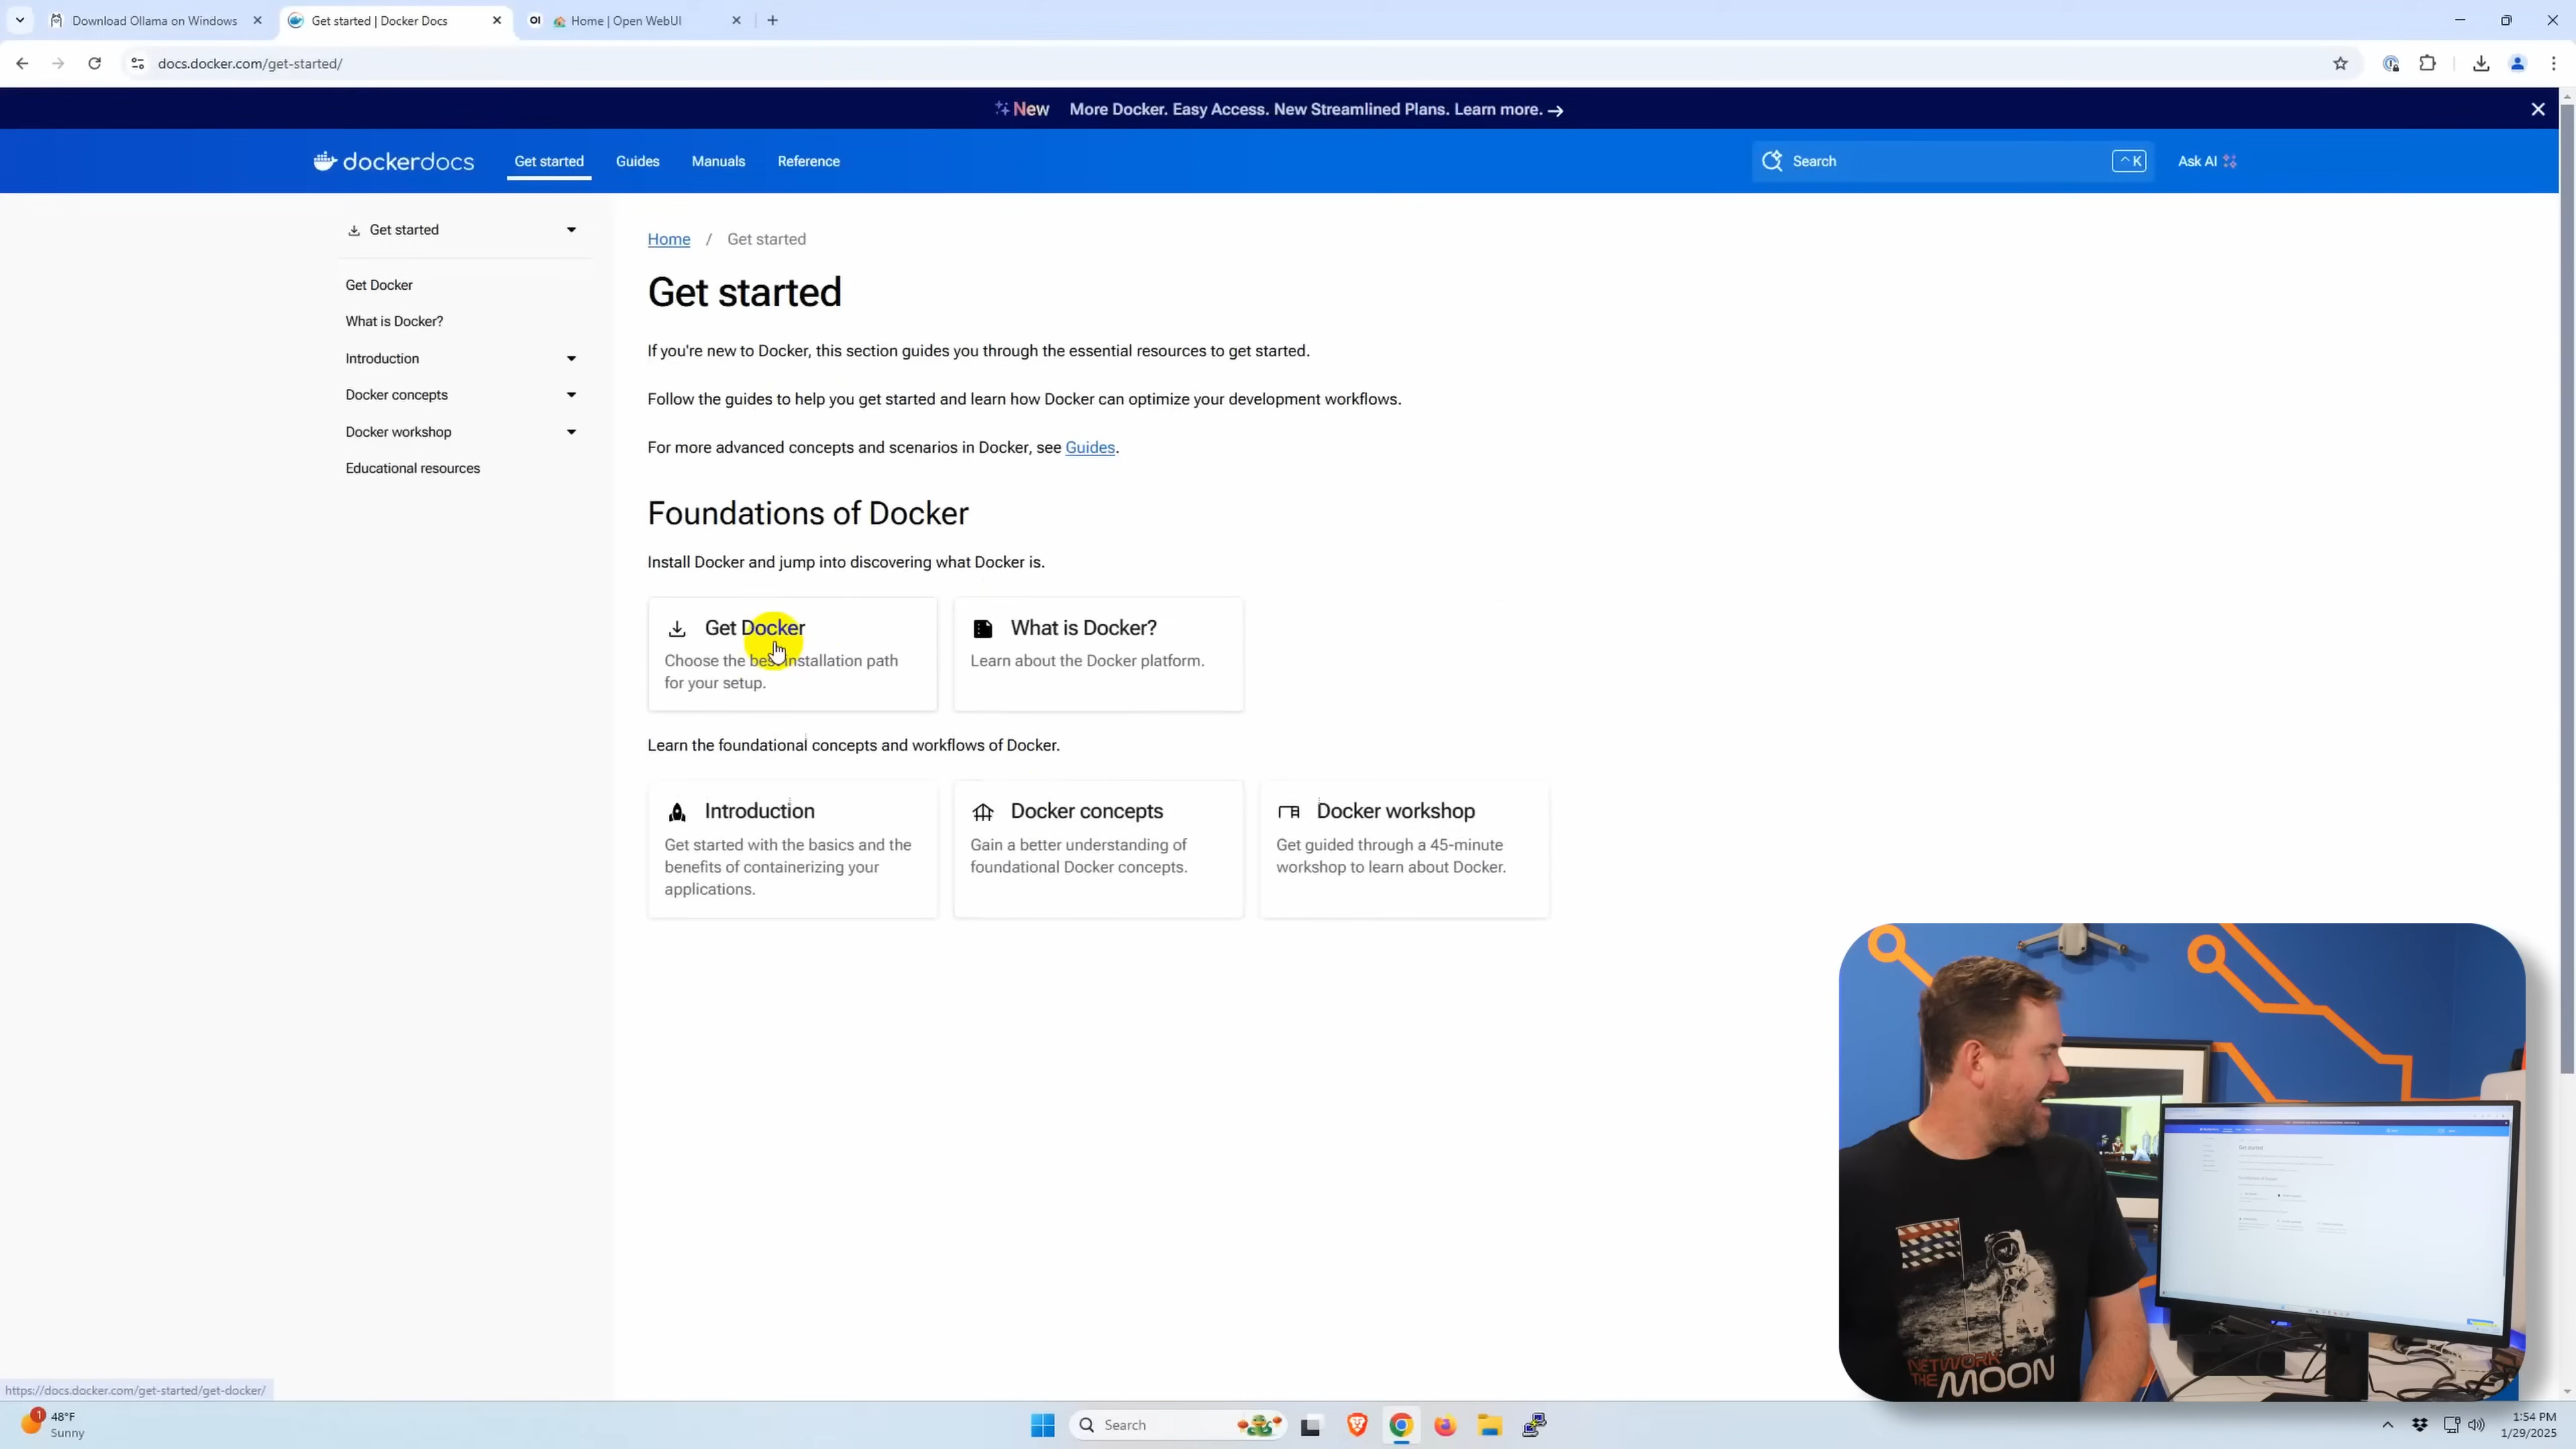 Download Ollama on Windows
Get started | Docker Docs
OI
Home | Open WebUI
docs.docker.com/get-started/
New More Docker. Easy Access. New Streamlined Plans. Learn more. →
dockerdocs
Get started
Guides
Manuals
Reference
Search
^ K
Ask AI
Get started
Get Docker
What is Docker?
Introduction
Docker concepts
Docker workshop
Educational resources
Home / Get started
Get started
If you're new to Docker, this section guides you through the essential resources to get started.
Follow the guides to help you get started and learn how Docker can optimize your development workflows.
For more advanced concepts and scenarios in Docker, see Guides.
Foundations of Docker
Install Docker and jump into discovering what Docker is.
Get Docker
Choose the best installation path
for your setup.
What is Docker?
Learn about the Docker platform.
Learn the foundational concepts and workflows of Docker.
Introduction
Get started with the basics and the
benefits of containerizing your
applications.
Docker concepts
Gain a better understanding of
foundational Docker concepts.
Docker workshop
Get guided through a 45-minute
workshop to learn about Docker.
NETWORK
THE MOON
https://docs.docker.com/get-started/get-docker/
1
48°F
Sunny
Search
1:54 PM
1/29/2025